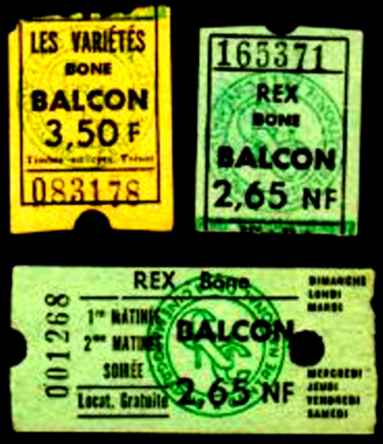 LES VARIÉTÉS
BONE
BALCON
3,50 F
083178
165371
REX
BONE
BALCON
2,65 NF
001268
REX Bône
1re MATINÉE
2me MATINÉE
SOIRÉE
Locat. Gratuite
BALCON
2,65 NF
DIMANCHE
LUNDI
MARDI
MERCREDI
JEUDI
VENDREDI
SAMEDI